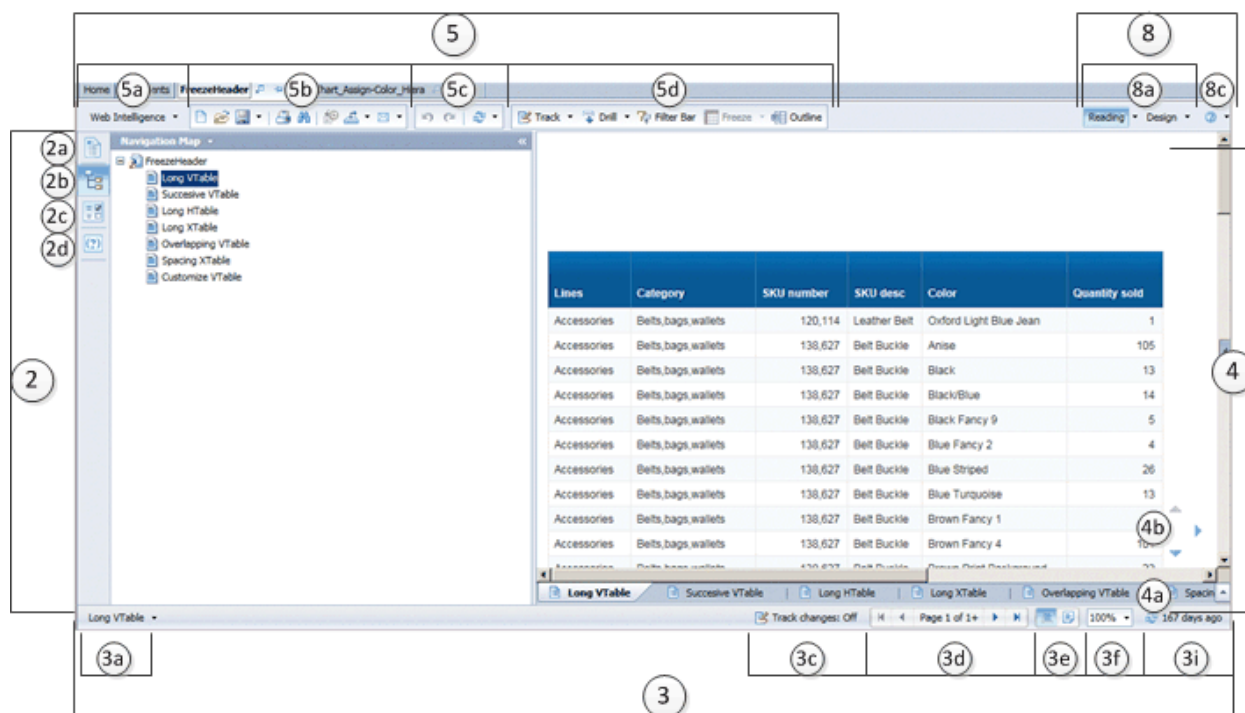 5
8
5a
5b
5c
5d
8a
8c
Home
ents
FreezeHeader
hart_Assign-Color_H
era
Web Intelligence
Track
Drill
Filter Bar
Freeze
Outline
Reading
Design
2
2a
2b
2c
2d
Navigation Map
FreezeHeader
Long VTable
Succesive VTable
Long HTable
Long XTable
Overlapping VTable
Spacing XTable
Customize VTable
Lines Category SKU number SKU desc Color Quantity sold
Accessories Belts,bags,wallets 120,114 Leather Belt Oxford Light Blue Jean 1
Accessories Belts,bags,wallets 138,627 Belt Buckle Anise 105
Accessories Belts,bags,wallets 138,627 Belt Buckle Black 13
Accessories Belts,bags,wallets 138,627 Belt Buckle Black/Blue 14
Accessories Belts,bags,wallets 138,627 Belt Buckle Black Fancy 9 5
Accessories Belts,bags,wallets 138,627 Belt Buckle Blue Fancy 2 4
Accessories Belts,bags,wallets 138,627 Belt Buckle Blue Striped 26
Accessories Belts,bags,wallets 138,627 Belt Buckle Blue Turquoise 13
Accessories Belts,bags,wallets 138,627 Belt Buckle Brown Fancy 1
Accessories Belts,bags,wallets 138,627 Belt Buckle Brown Fancy 4
4
4b
Long VTable
Succesive VTable
Long HTable
Long XTable
Overlapping VTable
4a
Spacin
Long VTable
Track changes: Off
Page 1 of 1+
100%
167 days ago
3a
3c
3d
3e
3f
3i
3